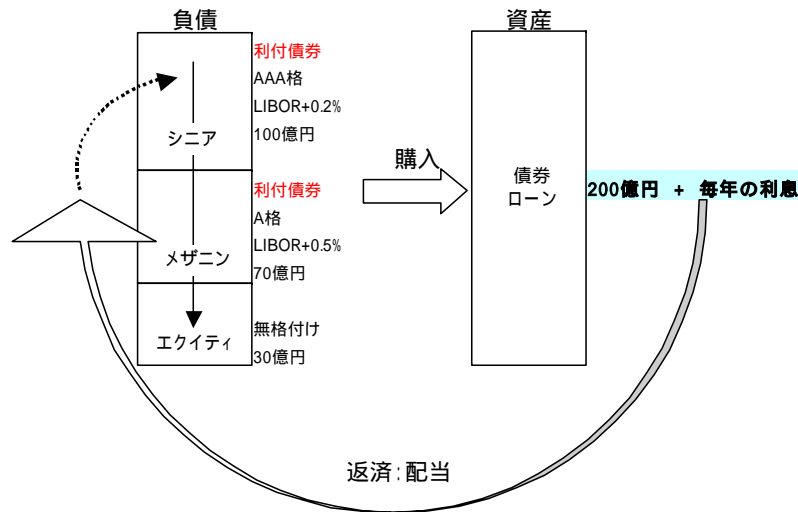 負債
資産
利付債券
AAA格
LIBOR+0.2%
100億円
シニア
利付債券
A格
LIBOR+0.5%
70億円
メザニン
無格付け
30億円
エクイティ
購入
債券
ローン
200億円 + 毎年の利息
返済:配当